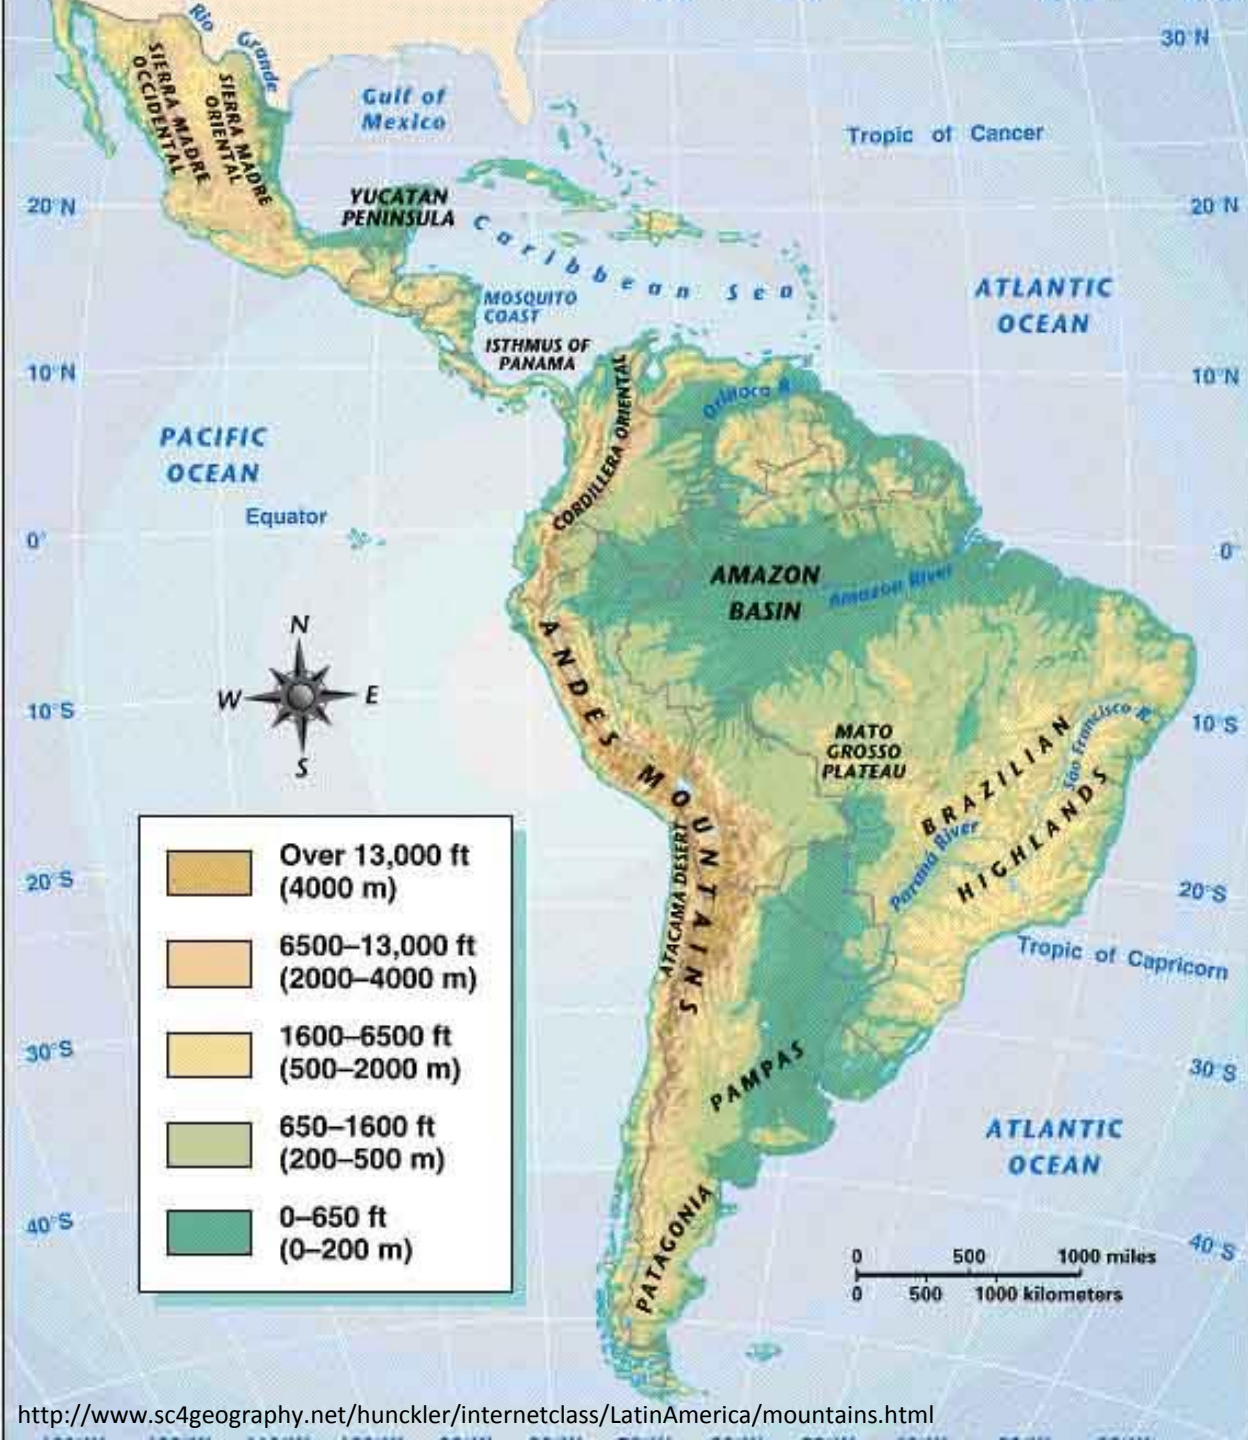 Rio
Grande
30°N
SIERRA MADRE
OCCIDENTAL
SIERRA MADRE
ORIENTAL
Gulf of
Mexico
Tropic of Cancer
20°N
YUCATAN
PENINSULA
20°N
Caribbean Sea
MOSQUITO
COAST
ATLANTIC
OCEAN
ISTHMUS OF
PANAMA
10°N
10°N
CORDILLERA ORIENTAL
Orinoco R.
PACIFIC
OCEAN
Equator
0°
0°
AMAZON
BASIN
Amazon River
N
W
E
S
ANDES MOUNTAINS
10°S
10°S
MATO
GROSSO
PLATEAU
BRAZILIAN
HIGHLANDS
São Francisco R.
Paraná River
ATACAMA DESERT
20°S
20°S
Tropic of Capricorn
30°S
30°S
PAMPAS
ATLANTIC
OCEAN
PATAGONIA
40°S
40°S
Over 13,000 ft
(4000 m)
6500–13,000 ft
(2000–4000 m)
1600–6500 ft
(500–2000 m)
650–1600 ft
(200–500 m)
0–650 ft
(0–200 m)
0 500 1000 miles
0 500 1000 kilometers
http://www.sc4geography.net/hunckler/internetclass/LatinAmerica/mountains.html